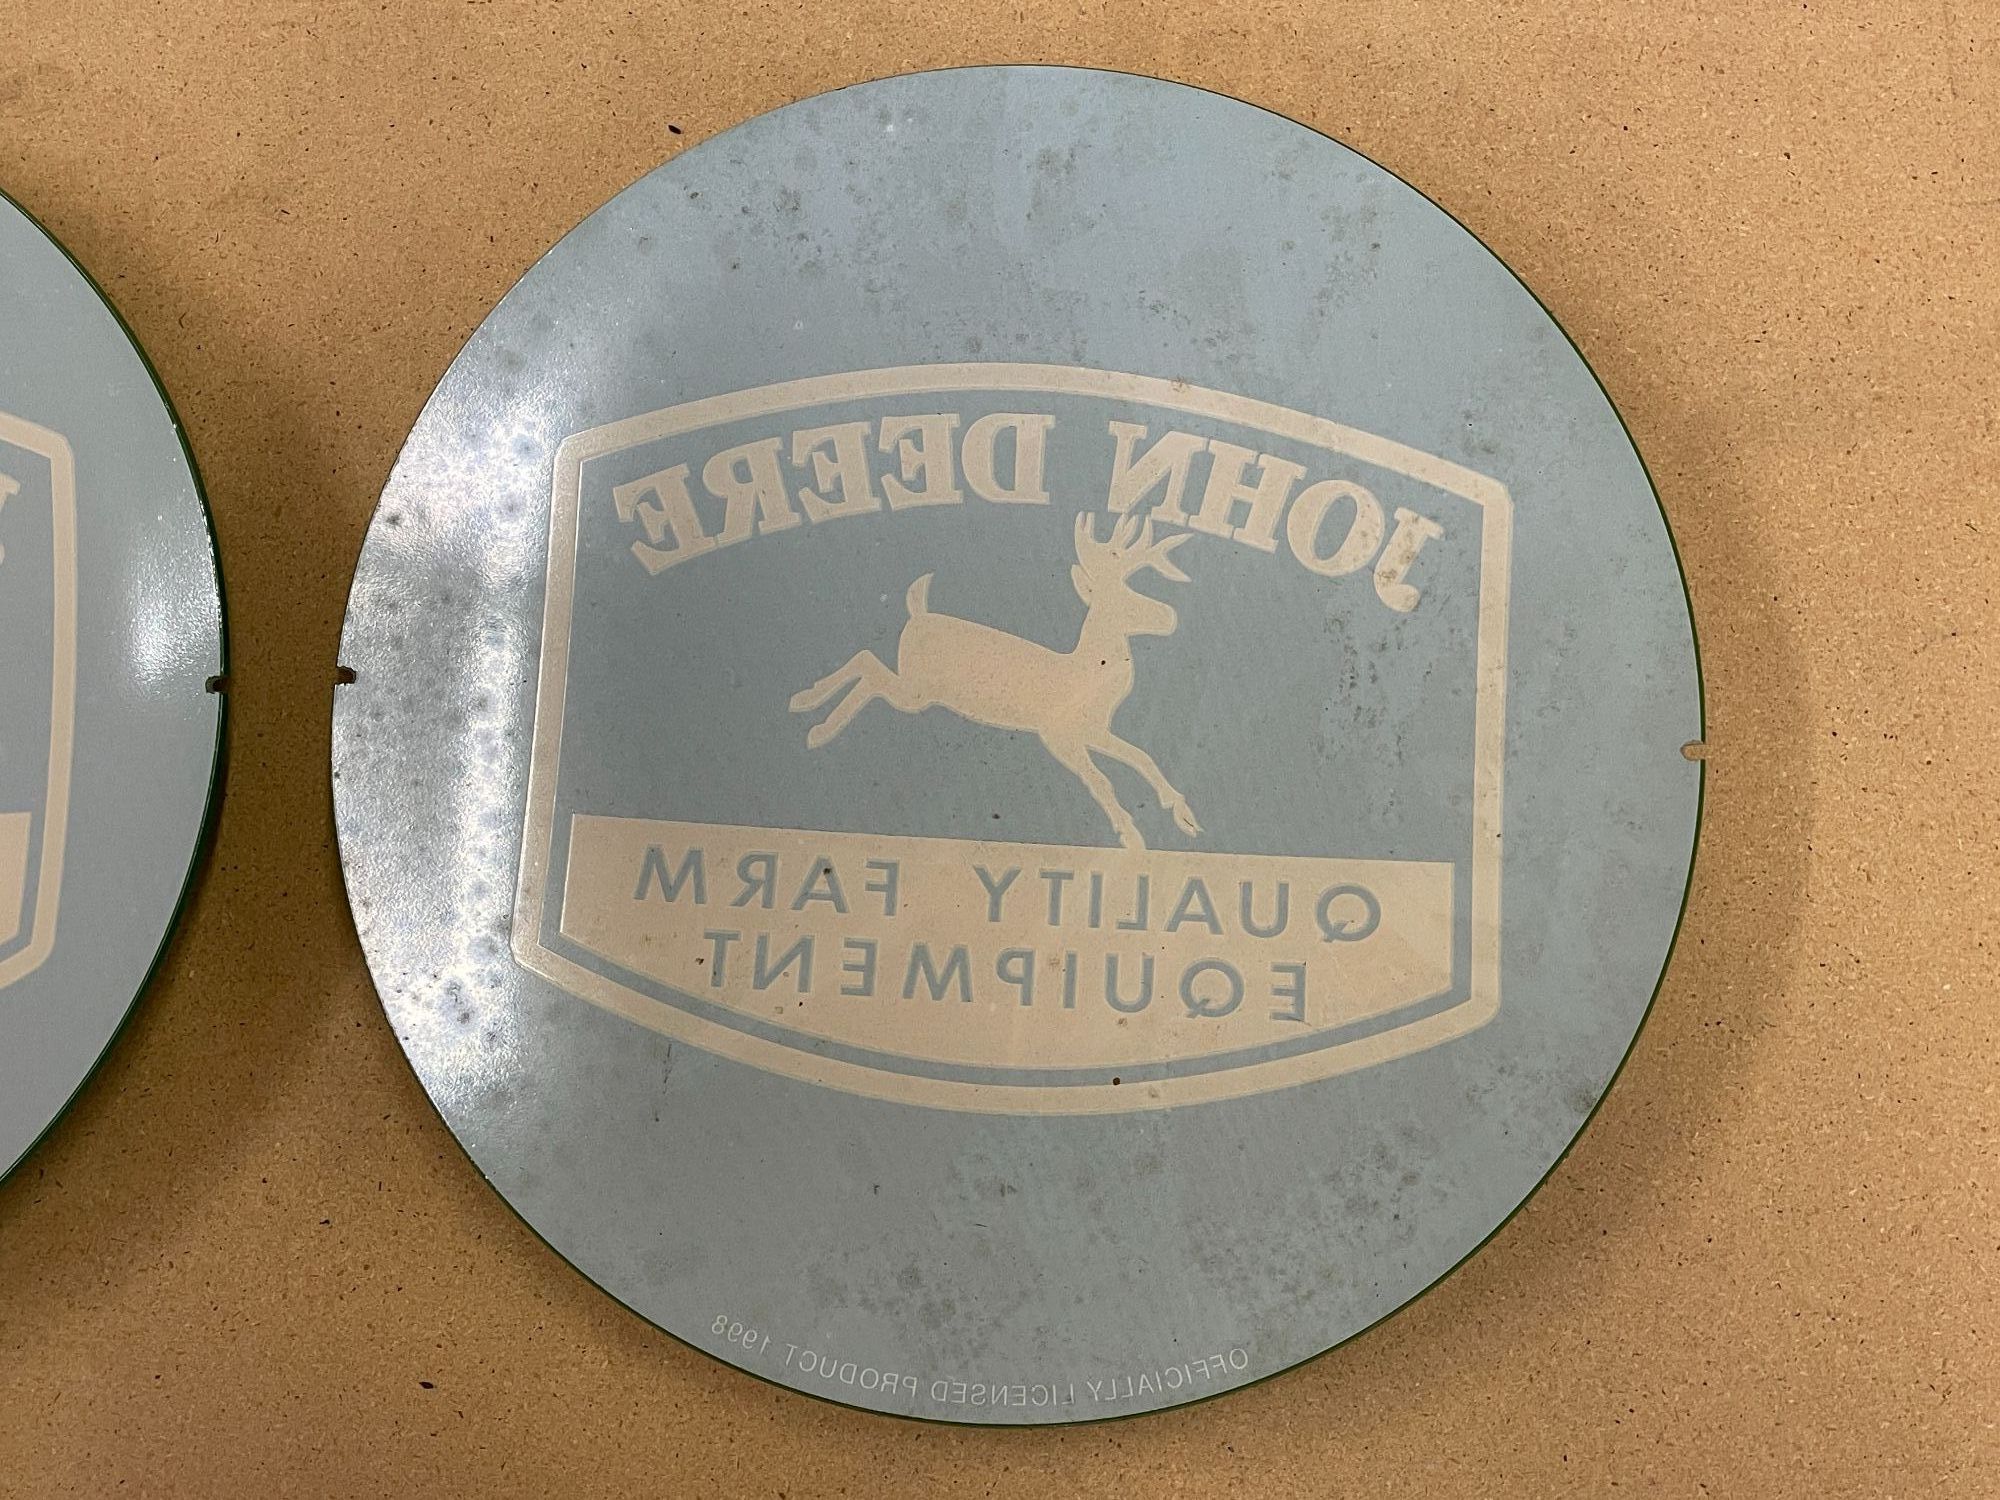 JOHN DEERE
QUALITY FARM
EQUIPMENT
OFFICIALLY LICENSED PRODUCT 1998